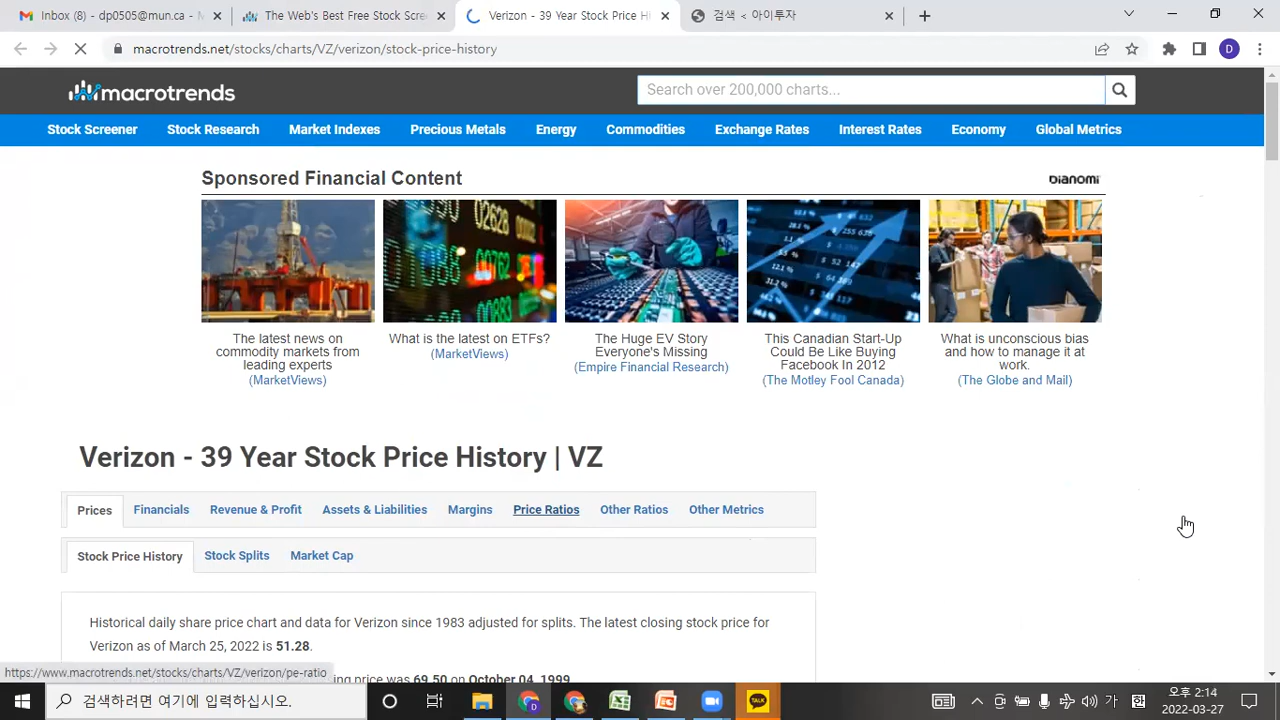 Inbox (8) - dp0505@mun.ca - M
The Web's Best Free Stock Screen
Verizon - 39 Year Stock Price Hi
검색 < 아이투자
macrotrends.net/stocks/charts/VZ/verizon/stock-price-history
D
macrotrends
Search over 200,000 charts...
Stock Screener Stock Research Market Indexes Precious Metals Energy Commodities Exchange Rates Interest Rates Economy Global Metrics
Sponsored Financial Content
DIANOMI
The latest news on
commodity markets from
leading experts
(MarketViews)
What is the latest on ETFs?
(MarketViews)
The Huge EV Story
Everyone's Missing
(Empire Financial Research)
This Canadian Start-Up
Could Be Like Buying
Facebook In 2012
(The Motley Fool Canada)
What is unconscious bias
and how to manage it at
work.
(The Globe and Mail)
Verizon - 39 Year Stock Price History | VZ
Prices Financials Revenue & Profit Assets & Liabilities Margins Price Ratios Other Ratios Other Metrics
Stock Price History Stock Splits Market Cap
Historical daily share price chart and data for Verizon since 1983 adjusted for splits. The latest closing stock price for
Verizon as of March 25, 2022 is 51.28.
https://www.macrotrends.net/stocks/charts/VZ/verizon/pe-ratio
ing price was 69.50 on October 04, 1999.
검색하려면 여기에 입력하십시오.
TALK
가
오후 2:14
2022-03-27